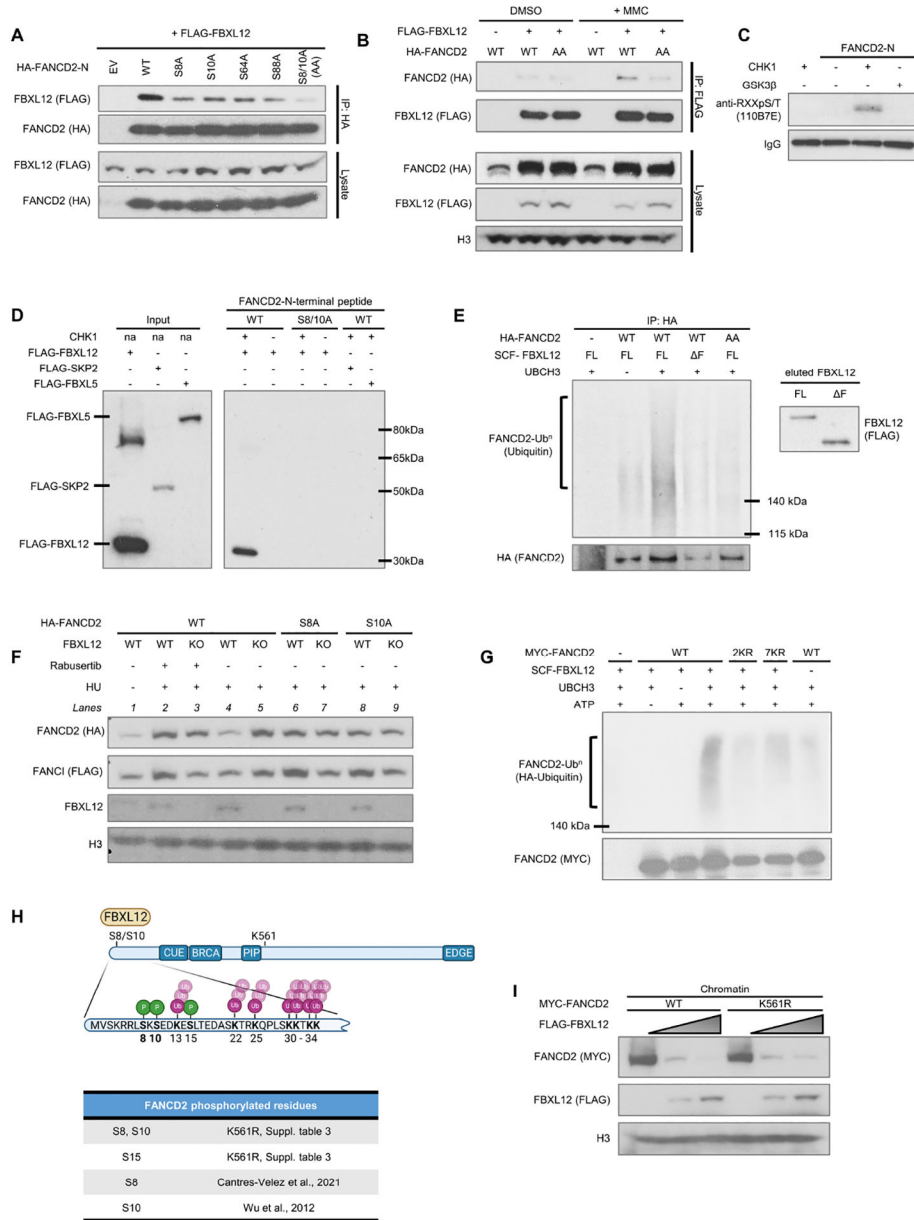 A
+ FLAG-FBXL12
HA-FANCD2-N
EV
WT
S8A
S10A
S64A
S88A
S8/10A (AA)
FBXL12 (FLAG)
FANCD2 (HA)
IP: HA
FBXL12 (FLAG)
FANCD2 (HA)
Lysate
B
DMSO + MMC
FLAG-FBXL12 - + + - + +
HA-FANCD2 WT WT AA WT WT AA
FANCD2 (HA)
FBXL12 (FLAG)
IP: FLAG
FANCD2 (HA)
FBXL12 (FLAG)
H3
Lysate
C
FANCD2-N
CHK1 + - + -
GSK3β - - - +
anti-RXXpS/T
(110B7E)
IgG
D
FANCD2-N-terminal peptide
Input WT S8/10A WT
CHK1 na na na + - + - + +
FLAG-FBXL12 + - - + + + + - -
FLAG-SKP2 - + - - - - - + -
FLAG-FBXL5 - - + - - - - - +
FLAG-FBXL5
FLAG-SKP2
FLAG-FBXL12
80kDa
65kDa
50kDa
30kDa
E
IP: HA
HA-FANCD2 - WT WT WT AA
SCF- FBXL12 FL FL FL ΔF FL
UBCH3 + - + + +
FANCD2-Ubⁿ
(Ubiquitin)
140 kDa
115 kDa
HA (FANCD2)
eluted FBXL12
FL ΔF
FBXL12
(FLAG)
F
HA-FANCD2 WT S8A S10A
FBXL12 WT WT KO WT KO WT KO WT KO
Rabusertib - + + - - - - - -
HU - + + + + + + + +
Lanes 1 2 3 4 5 6 7 8 9
FANCD2 (HA)
FANCI (FLAG)
FBXL12
H3
G
MYC-FANCD2 - WT 2KR 7KR WT
SCF-FBXL12 + + + + + + -
UBCH3 + + - + + + +
ATP + - + + + + +
FANCD2-Ubⁿ
(HA-Ubiquitin)
140 kDa
FANCD2 (MYC)
H
FBXL12
S8/S10
K561
CUE BRCA PIP EDGE
P P P
Ub
MVSKRRLSKSEDKESLTEDASKTRKQPLSKKTKK
8 10 13 15 22 25 30 - 34
FANCD2 phosphorylated residues
S8, S10 K561R, Suppl. table 3
S15 K561R, Suppl. table 3
S8 Cantres-Velez et al., 2021
S10 Wu et al., 2012
I
Chromatin
MYC-FANCD2 WT K561R
FLAG-FBXL12
FANCD2 (MYC)
FBXL12 (FLAG)
H3